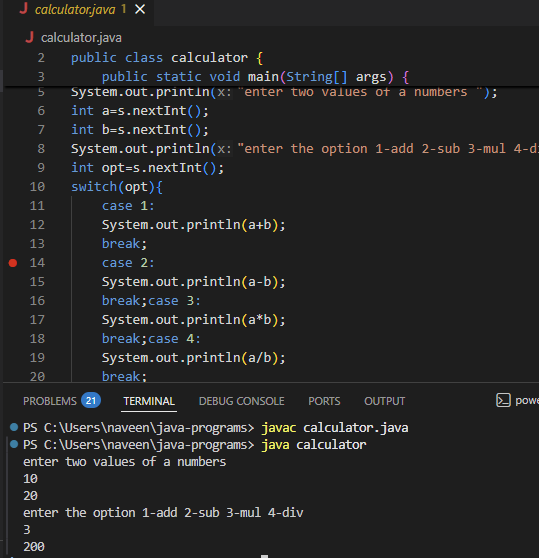 J calculator.java 1 ×
J calculator.java
2 public class calculator {
3 public static void main(String[] args) {
5 System.out.println(x: "enter two values of a numbers ");
6 int a=s.nextInt();
7 int b=s.nextInt();
8 System.out.println(x: "enter the option 1-add 2-sub 3-mul 4-di
9 int opt=s.nextInt();
10 switch(opt){
11 case 1:
12 System.out.println(a+b);
13 break;
14 case 2:
15 System.out.println(a-b);
16 break;case 3:
17 System.out.println(a*b);
18 break;case 4:
19 System.out.println(a/b);
20 break;
PROBLEMS 21 TERMINAL DEBUG CONSOLE PORTS OUTPUT powe
PS C:\Users\naveen\java-programs> javac calculator.java
PS C:\Users\naveen\java-programs> java calculator
enter two values of a numbers
10
20
enter the option 1-add 2-sub 3-mul 4-div
3
200